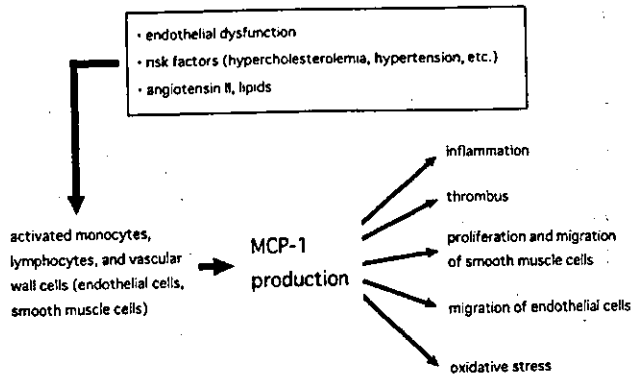 · endothelial dysfunction
· risk factors (hypercholesterolemia, hypertension, etc.)
· angiotensin II, lipids
activated monocytes,
lymphocytes, and vascular
wall cells (endothelial cells,
smooth muscle cells)
MCP-1
production
inflammation
thrombus
proliferation and migration
of smooth muscle cells
migration of endothelial cells
oxidative stress